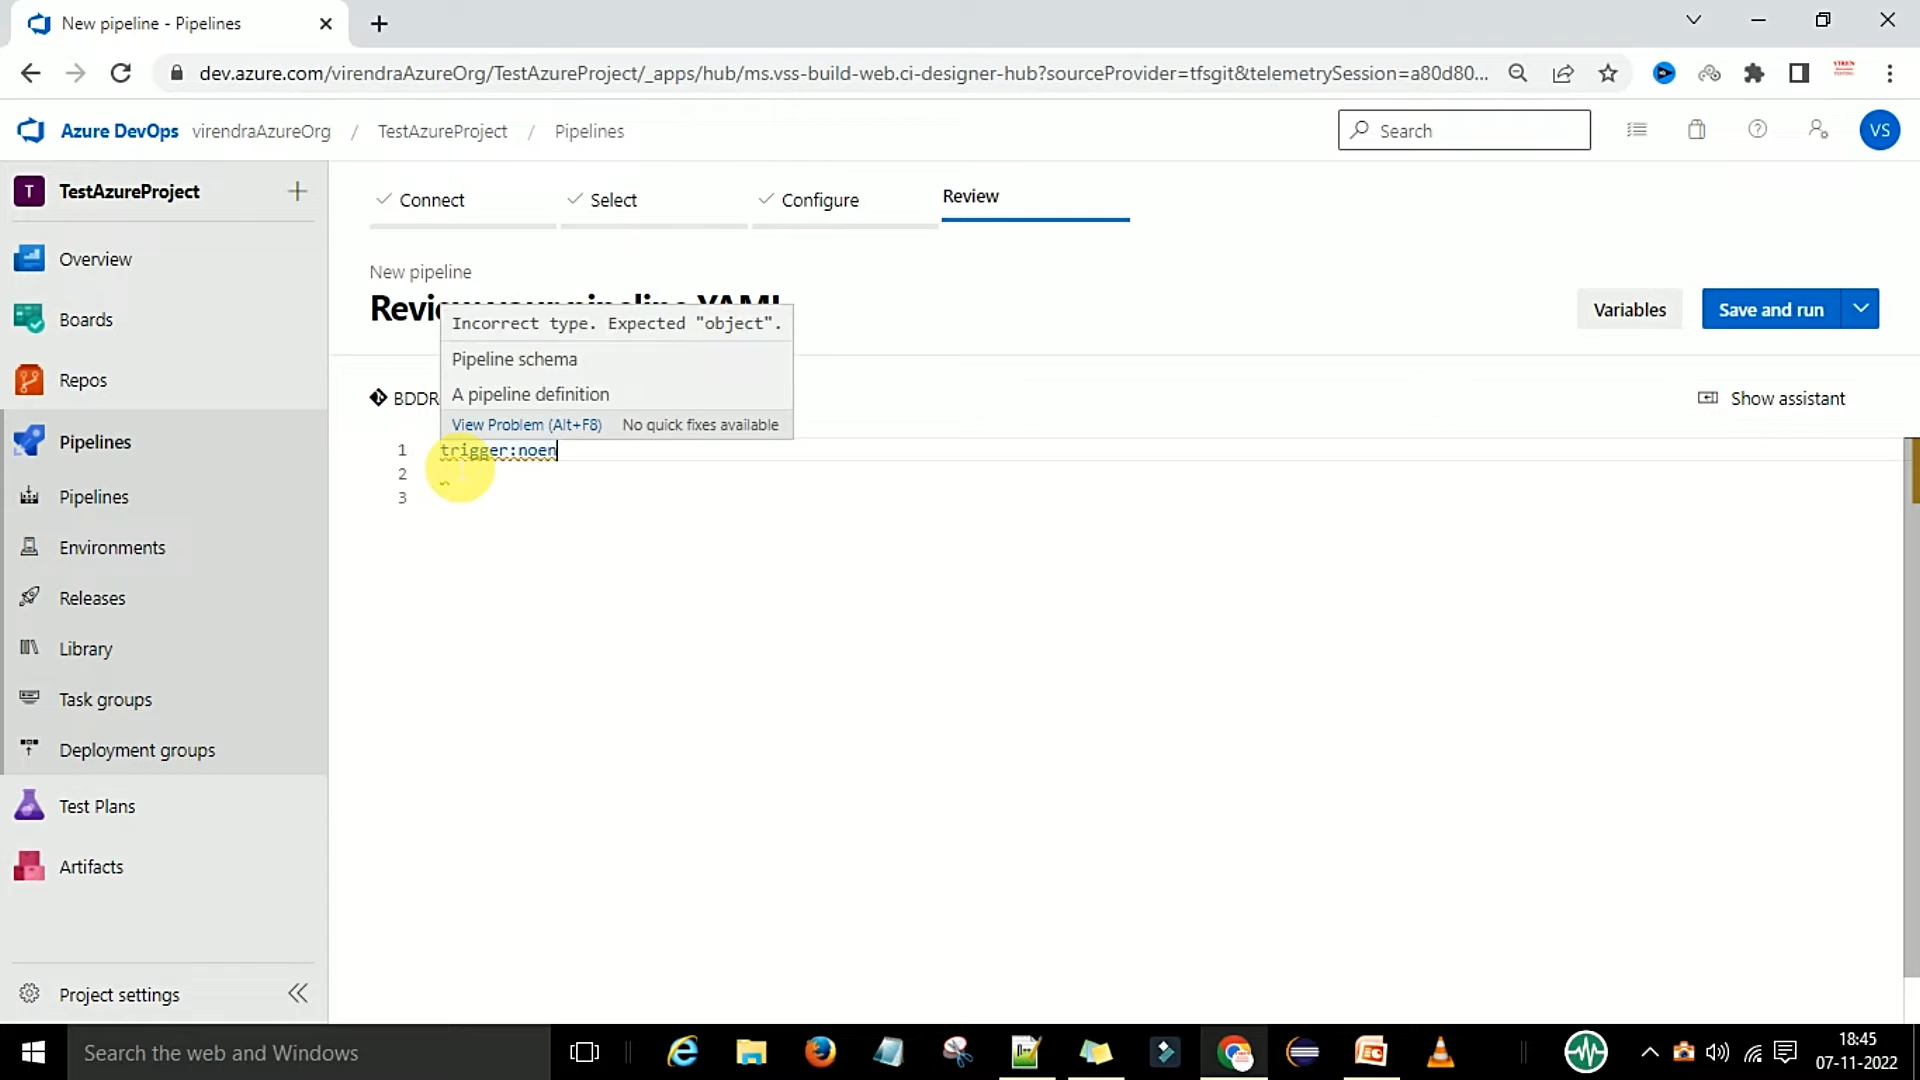 New pipeline - Pipelines
dev.azure.com/virendraAzureOrg/TestAzureProject/_apps/hub/ms.vss-build-web.ci-designer-hub?sourceProvider=tfsgit&telemetrySession=a80d80...
Azure DevOps virendraAzureOrg / TestAzureProject / Pipelines
Search
VS
T TestAzureProject
Connect
Select
Configure
Review
Overview
New pipeline
Review your pipeline YAML
Variables
Save and run
Incorrect type. Expected "object".
Boards
Pipeline schema
Repos
A pipeline definition
BDDR
Show assistant
View Problem (Alt+F8) No quick fixes available
Pipelines
1 trigger:noen
2
3
Pipelines
Environments
Releases
Library
Task groups
Deployment groups
Test Plans
Artifacts
Project settings
Search the web and Windows
18:45
07-11-2022